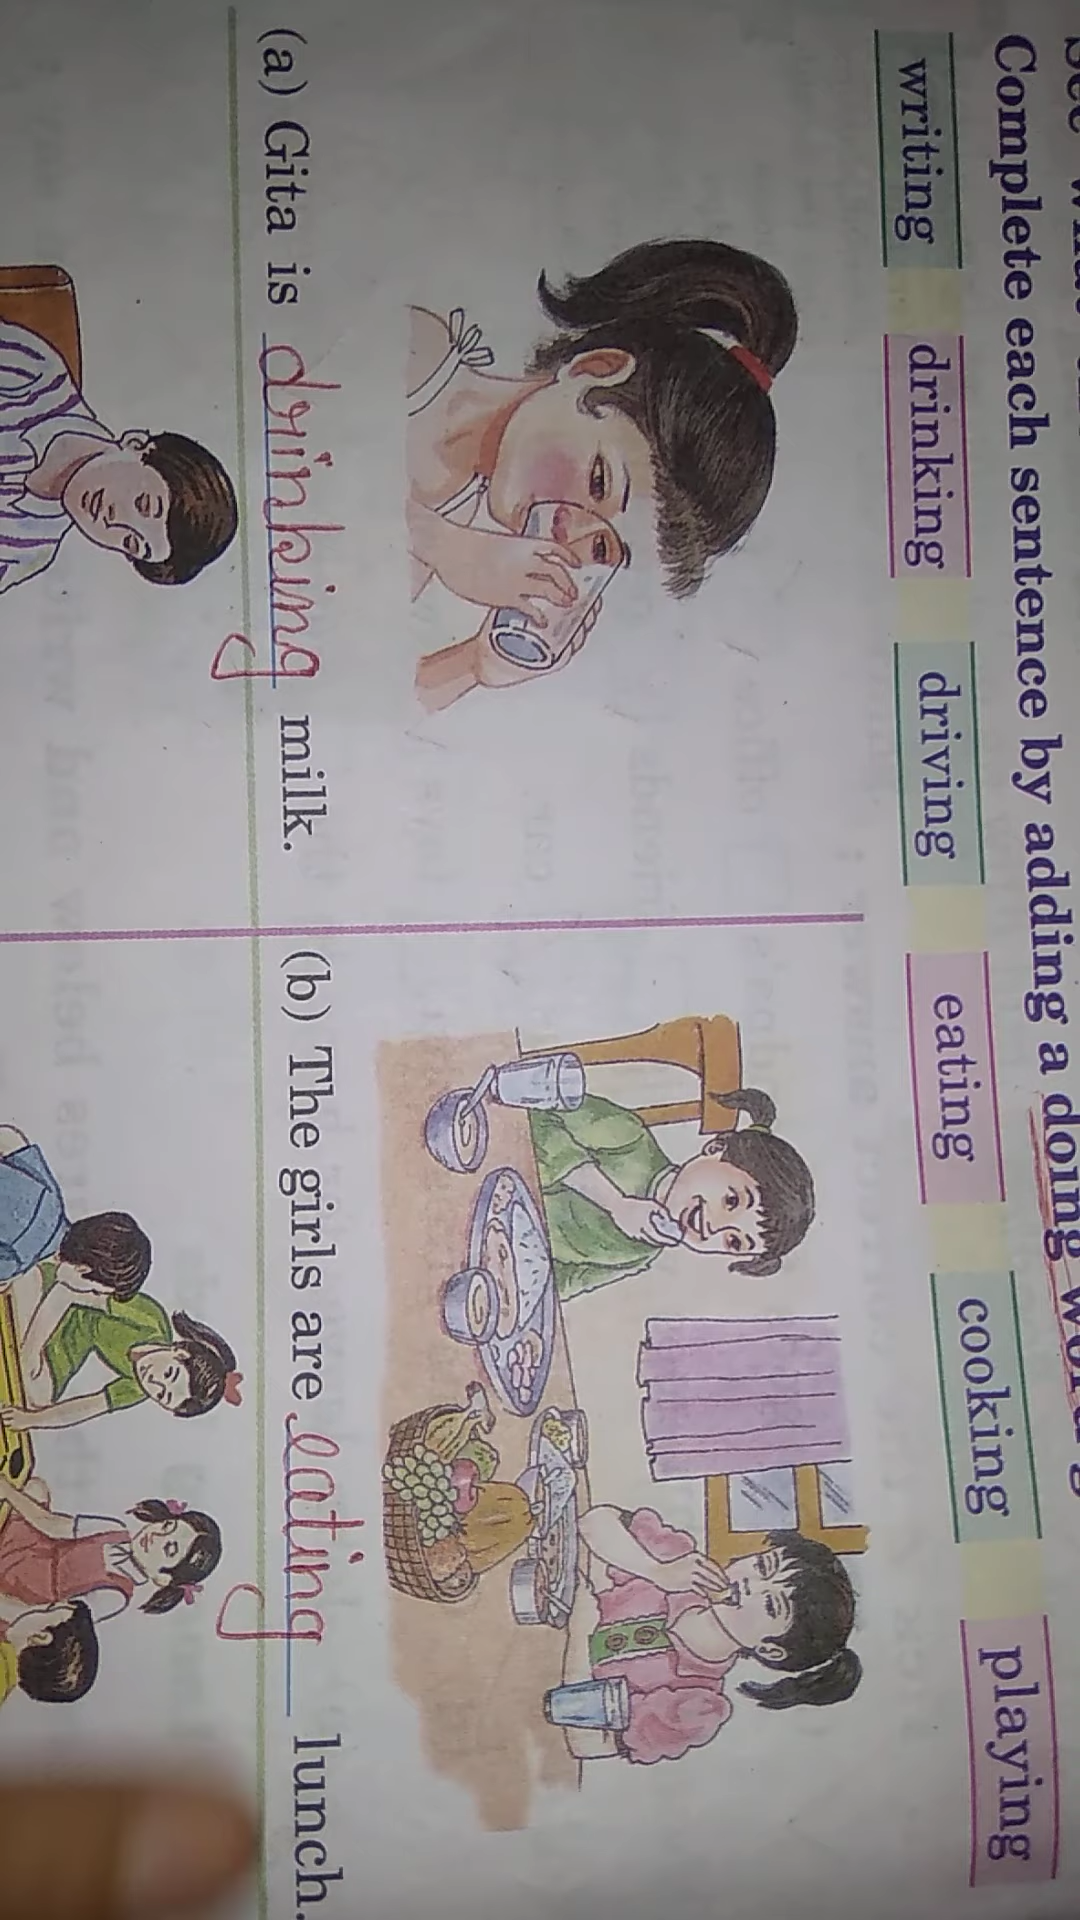 Complete each sentence by adding a doing
writing drinking driving eating cooking playing
(a) Gita is drinking milk.
(b) The girls are eating lunch.